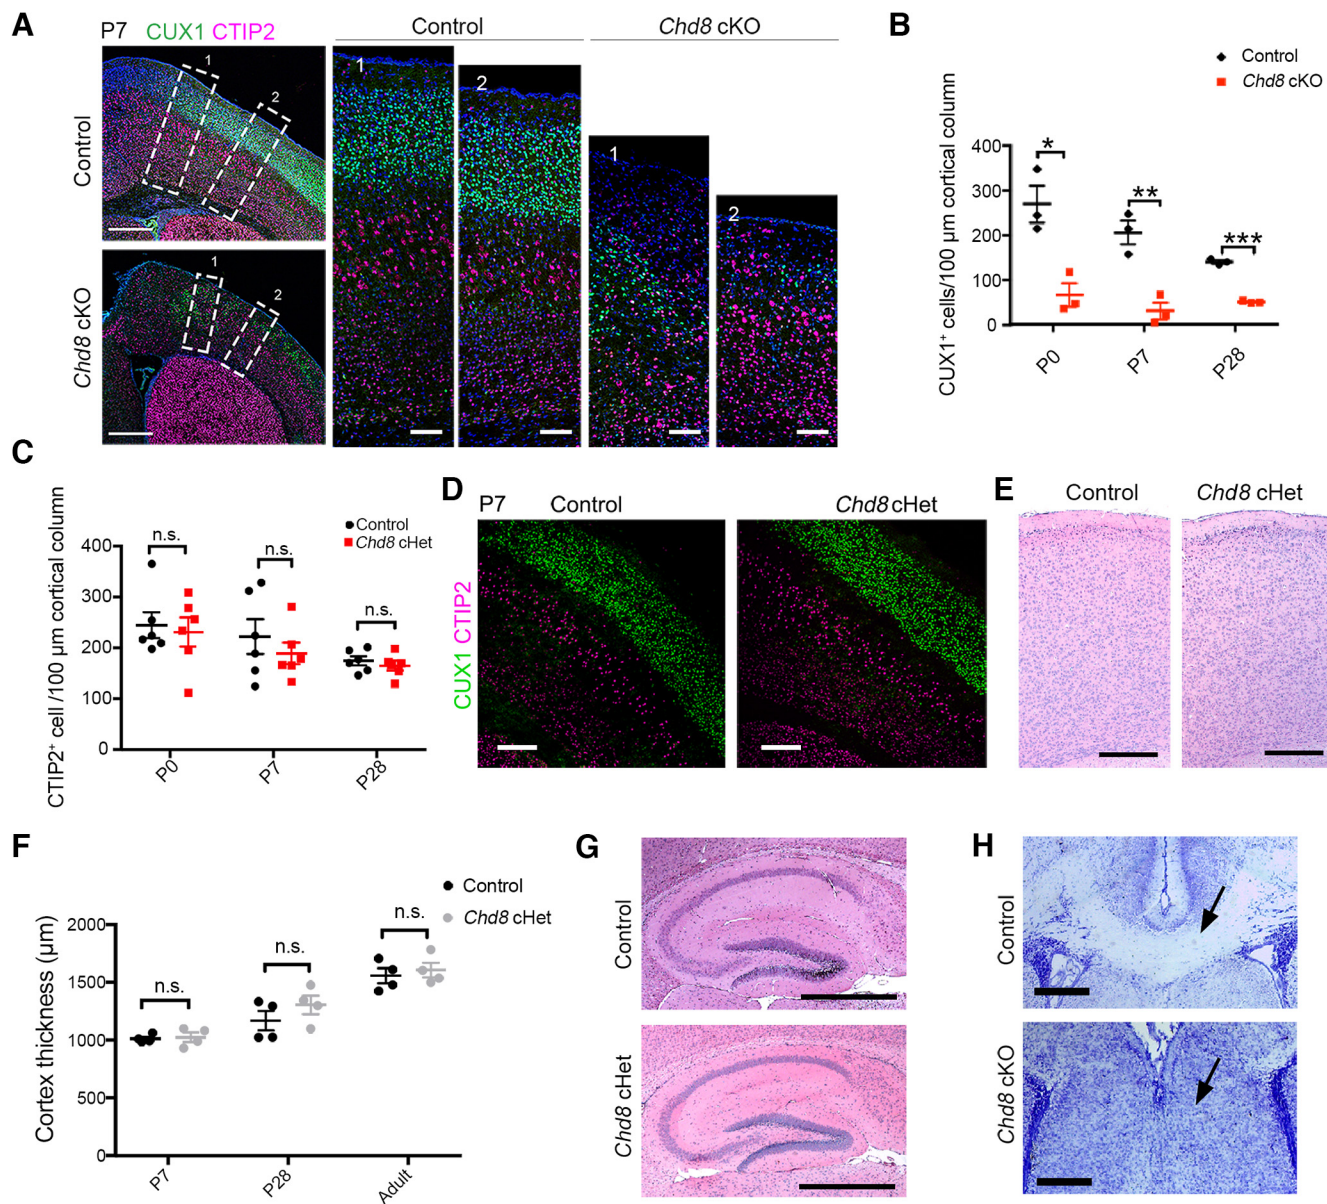 A
P7 CUX1 CTIP2
Control
Chd8 cKO
Control
Chd8 cKO
1
2
1
2
1
2
1
2
B
Control
Chd8 cKO
CUX1+ cells/100 µm cortical column
400
300
200
100
0
*
**
***
P0
P7
P28
C
CTIP2+ cell /100 µm cortical column
Control
Chd8 cHet
400
300
200
100
0
n.s.
n.s.
n.s.
P0
P7
P28
D
P7
Control
Chd8 cHet
CUX1 CTIP2
E
Control
Chd8 cHet
F
Control
Chd8 cHet
Cortex thickness (µm)
2000
1500
1000
500
0
n.s.
n.s.
n.s.
P7
P28
Adult
G
Control
Chd8 cHet
H
Control
Chd8 cKO